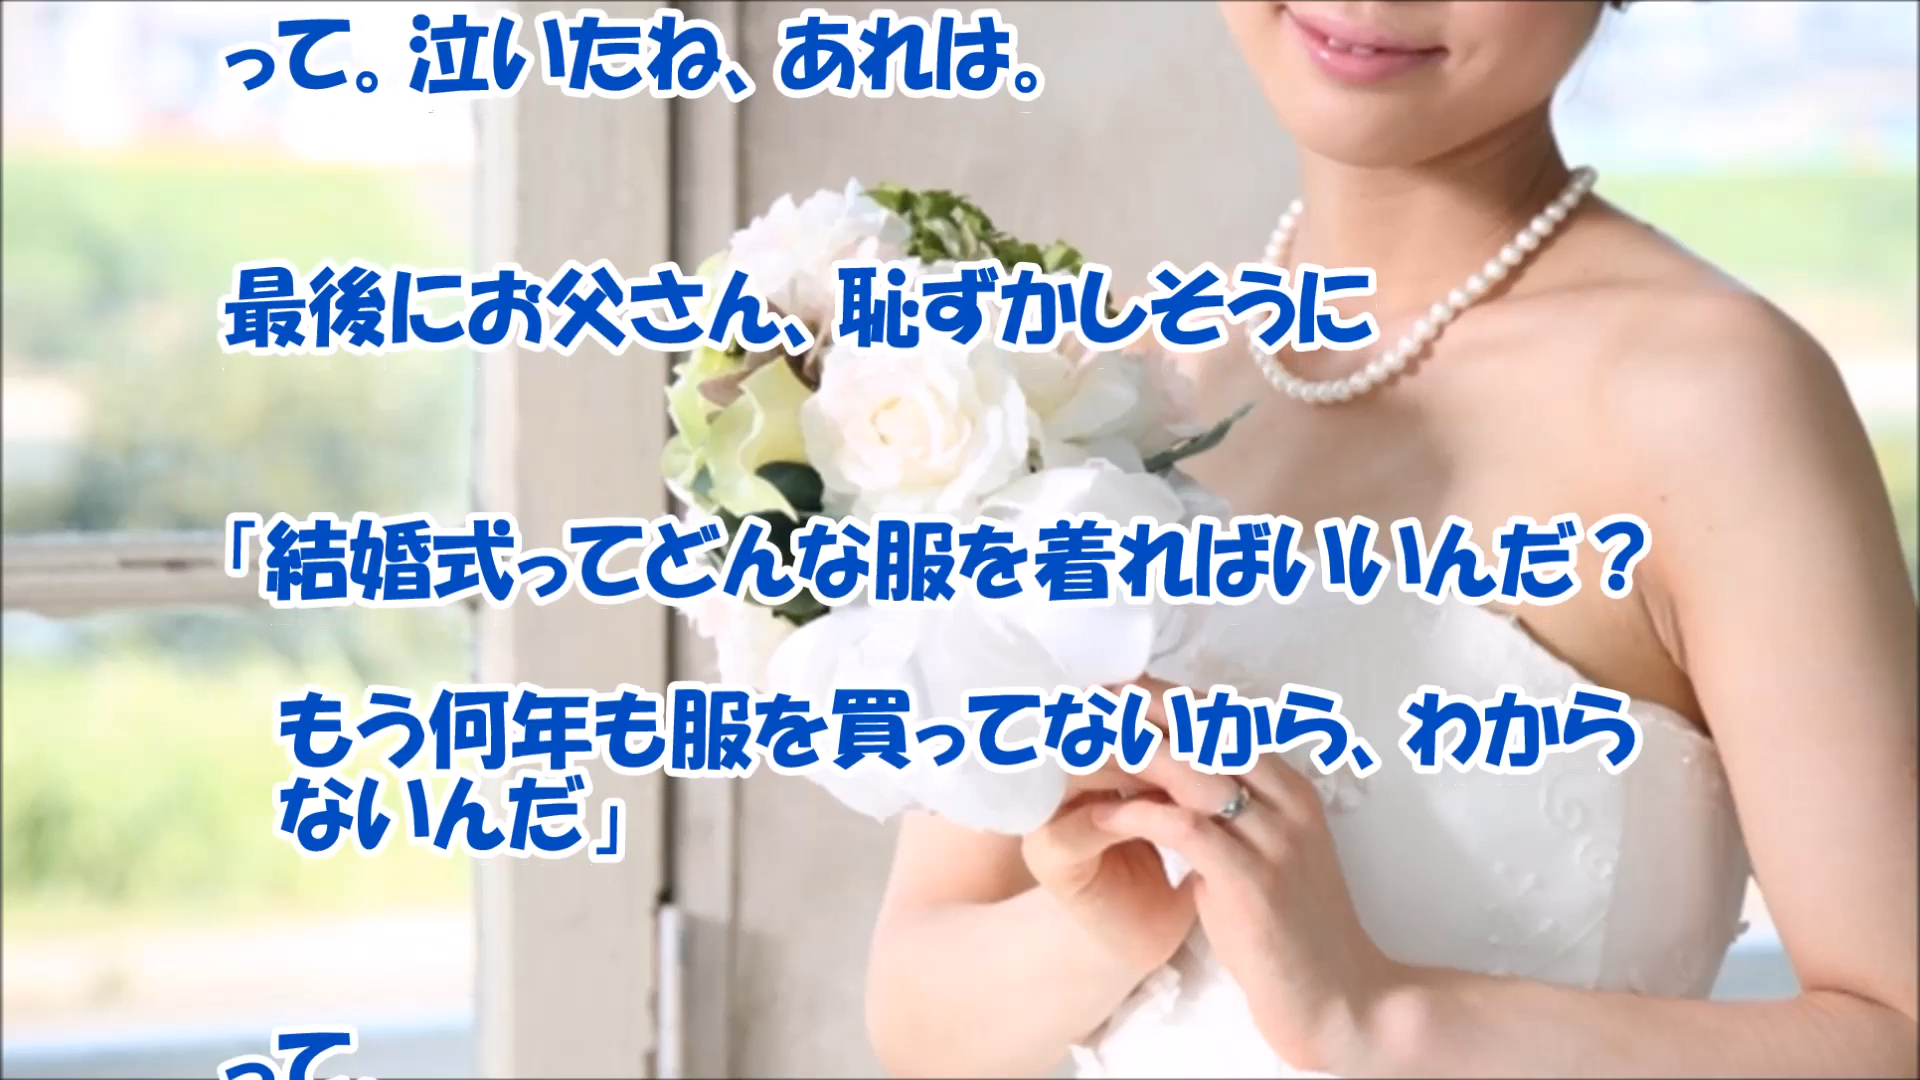 って。泣いたね、あれは。
最後にお父さん、恥ずかしそうに
「結婚式ってどんな服を着ればいいんだ？
もう何年も服を買ってないから、わから
ないんだ」
って